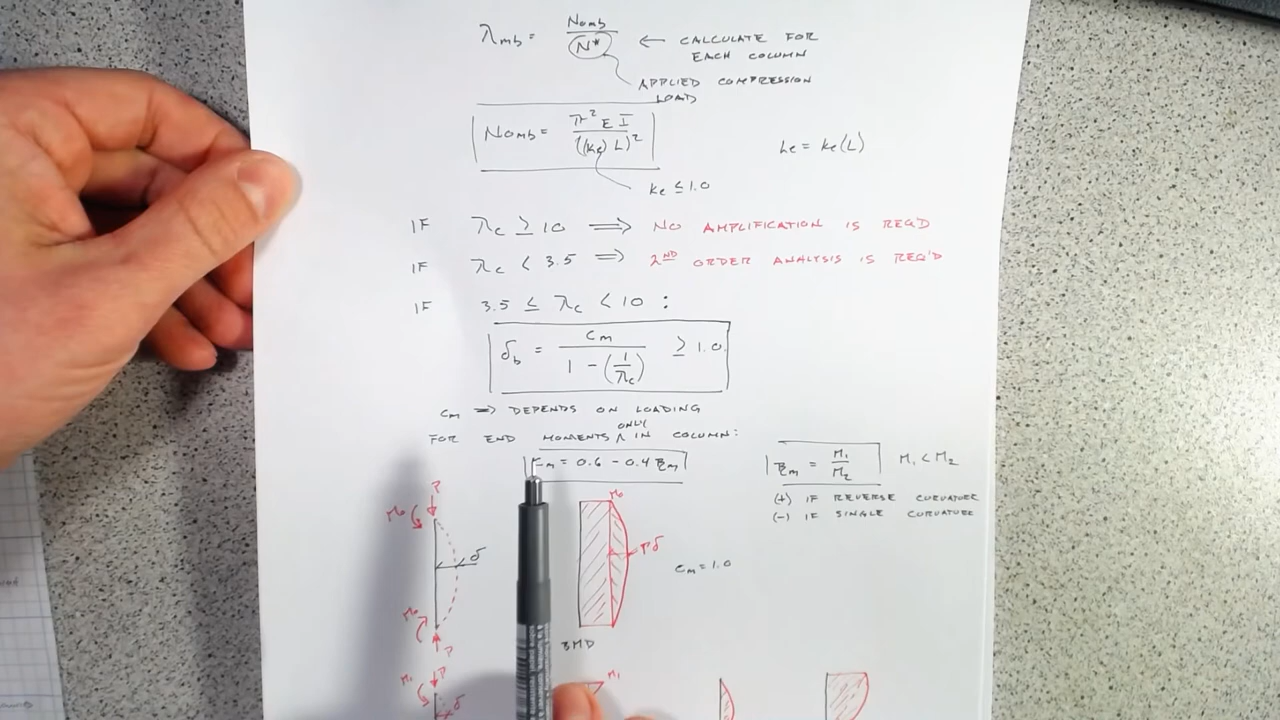 λmb = Nomb / N* ← CALCULATE FOR
EACH COLUMN
APPLIED COMPRESSION
LOAD
Nomb = π² E I / ((ke) L)²
Le = ke(L)
ke ≤ 1.0
IF λc ≥ 10 ⟹ NO AMPLIFICATION IS REQ'D
IF λc < 3.5 ⟹ 2ND ORDER ANALYSIS IS REQ'D
IF 3.5 ≤ λc < 10 :
δb = cm / (1 - (1/λc)) ≥ 1.0
cm ⟹ DEPENDS ON LOADING
ONLY
FOR END MOMENTS ∧ IN COLUMN:
cm = 0.6 - 0.4 βm
βm = M1 / M2 M1 < M2
(+) IF REVERSE CURVATUER
(-) IF SINGLE CURVATUER
P
Mo
δ
Mo
P
Mo
Pδ
cm = 1.0
BMD
P
M1
δ
M1